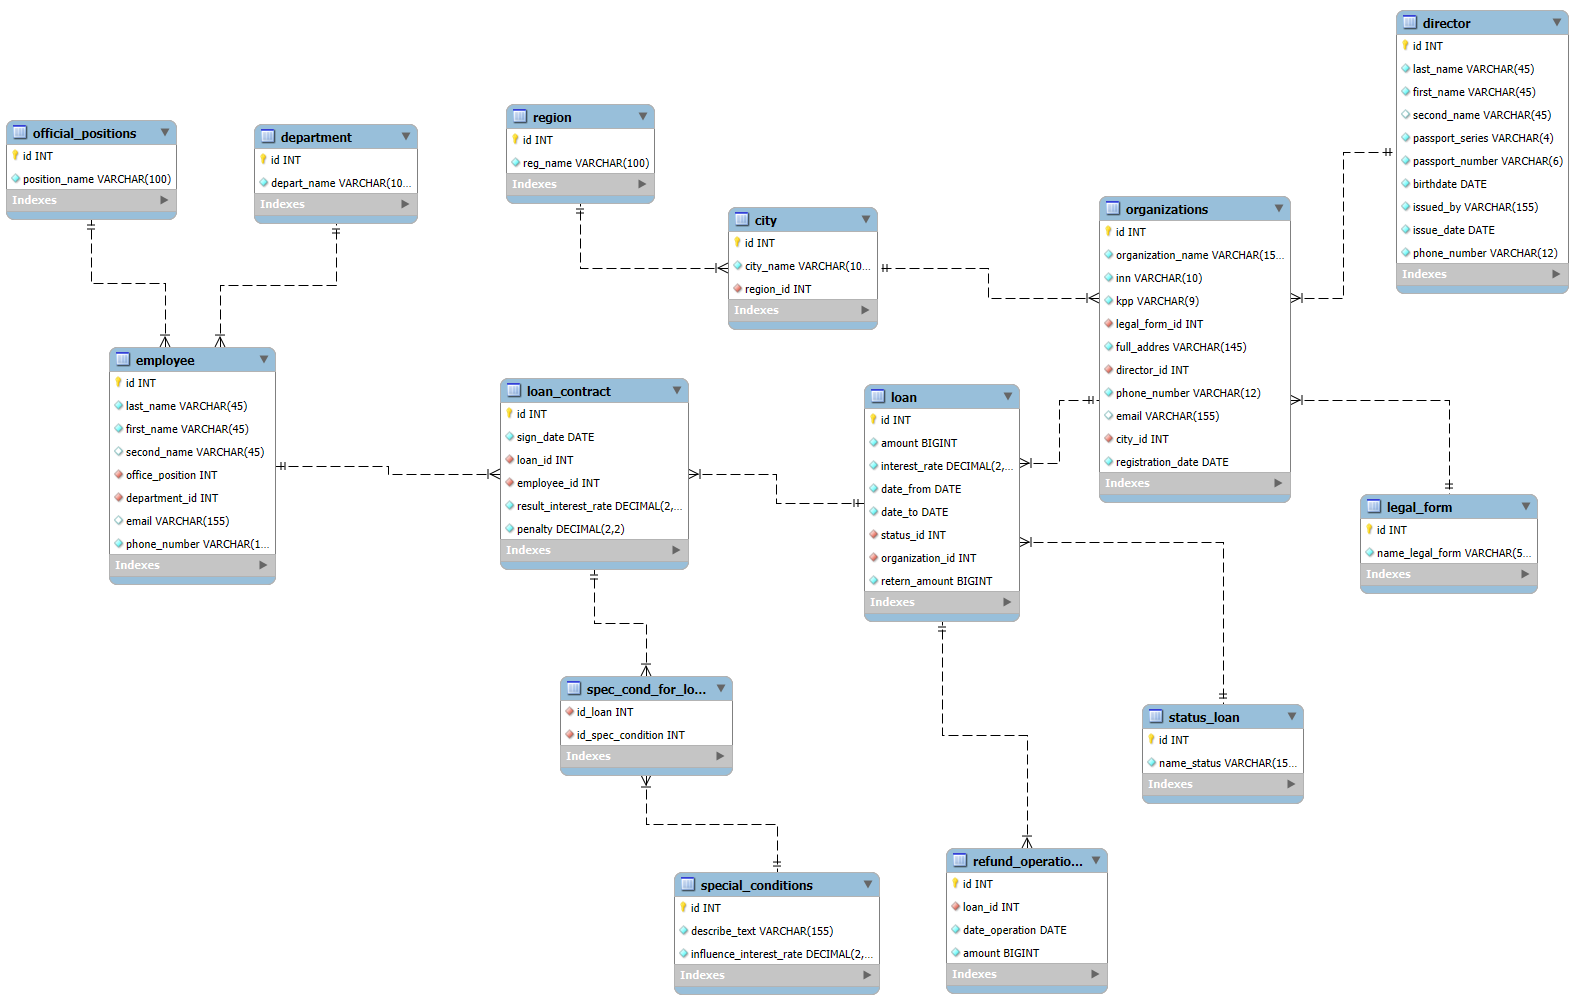 director
id INT
last_name VARCHAR(45)
first_name VARCHAR(45)
second_name VARCHAR(45)
passport_series VARCHAR(4)
passport_number VARCHAR(6)
birthdate DATE
issued_by VARCHAR(155)
issue_date DATE
phone_number VARCHAR(12)
Indexes
official_positions
id INT
position_name VARCHAR(100)
Indexes
department
id INT
depart_name VARCHAR(10...
Indexes
region
id INT
reg_name VARCHAR(100)
Indexes
city
id INT
city_name VARCHAR(10...
region_id INT
Indexes
organizations
id INT
organization_name VARCHAR(15...
inn VARCHAR(10)
kpp VARCHAR(9)
legal_form_id INT
full_addres VARCHAR(145)
director_id INT
phone_number VARCHAR(12)
email VARCHAR(155)
city_id INT
registration_date DATE
Indexes
employee
id INT
last_name VARCHAR(45)
first_name VARCHAR(45)
second_name VARCHAR(45)
office_position INT
department_id INT
email VARCHAR(155)
phone_number VARCHAR(1...
Indexes
loan_contract
id INT
sign_date DATE
loan_id INT
employee_id INT
result_interest_rate DECIMAL(2,...
penalty DECIMAL(2,2)
Indexes
loan
id INT
amount BIGINT
interest_rate DECIMAL(2,...
date_from DATE
date_to DATE
status_id INT
organization_id INT
retern_amount BIGINT
Indexes
legal_form
id INT
name_legal_form VARCHAR(5...
Indexes
spec_cond_for_lo...
id_loan INT
id_spec_condition INT
Indexes
status_loan
id INT
name_status VARCHAR(15...
Indexes
special_conditions
id INT
describe_text VARCHAR(155)
influence_interest_rate DECIMAL(2,...
Indexes
refund_operatio...
id INT
loan_id INT
date_operation DATE
amount BIGINT
Indexes